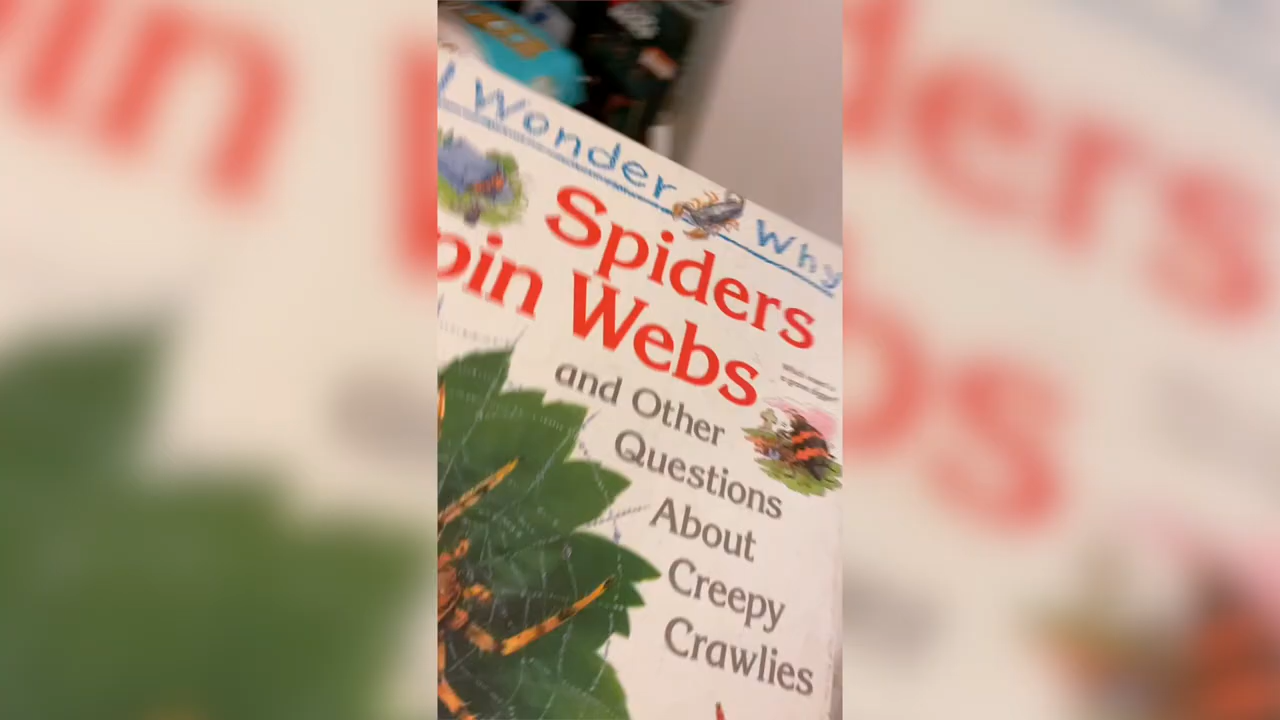 I Wonder Why
Spiders
pin Webs
and Other
Questions
About
Creepy
Crawlies